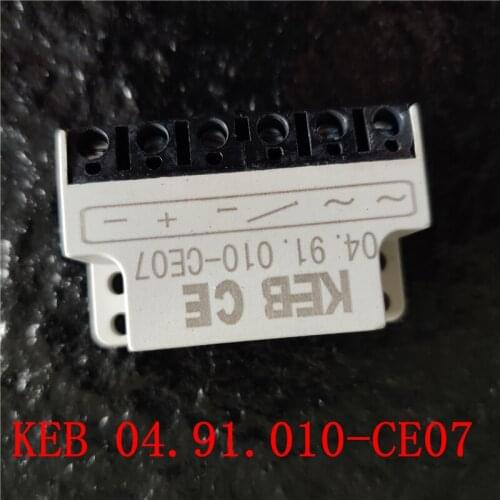 KEB CE
04.91.010-CE07
~ ~ − + −
KEB 04.91.010-CE07